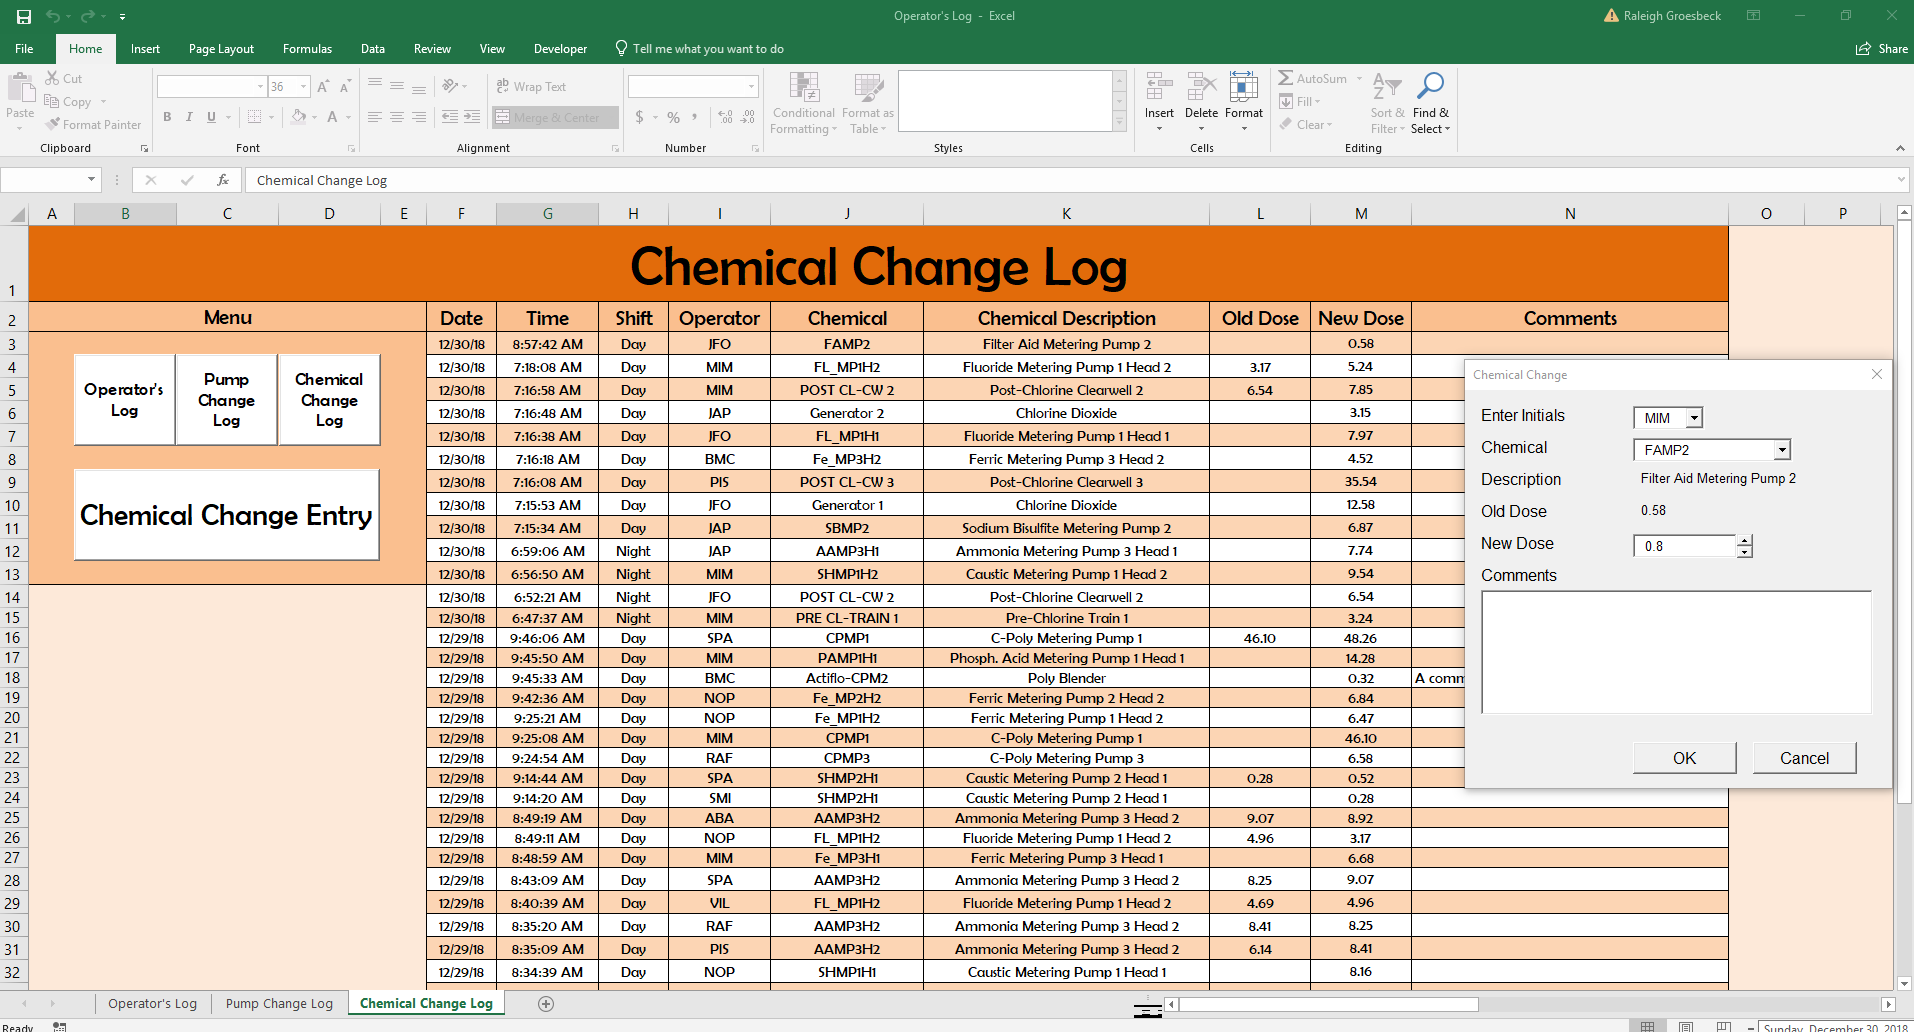 Operator's Log - Excel
Raleigh Groesbeck
File Home Insert Page Layout Formulas Data Review View Developer Tell me what you want to do Share
Paste
Cut
Copy
Format Painter
Clipboard
36
B I U
Font
Wrap Text
Merge & Center
Alignment
$ % ,
Number
Conditional Formatting
Format as Table
Styles
Insert Delete Format
Cells
AutoSum
Fill
Clear
Sort & Filter
Find & Select
Editing
fx Chemical Change Log
A B C D E F G H I J K L M N O P
1 Chemical Change Log
2 Menu Date Time Shift Operator Chemical Chemical Description Old Dose New Dose Comments
Operator's Log
Pump Change Log
Chemical Change Log
Chemical Change Entry
3 12/30/18 8:57:42 AM Day JFO FAMP2 Filter Aid Metering Pump 2 0.58
4 12/30/18 7:18:08 AM Day MIM FL_MP1H2 Fluoride Metering Pump 1 Head 2 3.17 5.24
5 12/30/18 7:16:58 AM Day MIM POST CL-CW 2 Post-Chlorine Clearwell 2 6.54 7.85
6 12/30/18 7:16:48 AM Day JAP Generator 2 Chlorine Dioxide 3.15
7 12/30/18 7:16:38 AM Day JFO FL_MP1H1 Fluoride Metering Pump 1 Head 1 7.97
8 12/30/18 7:16:18 AM Day BMC Fe_MP3H2 Ferric Metering Pump 3 Head 2 4.52
9 12/30/18 7:16:08 AM Day PIS POST CL-CW 3 Post-Chlorine Clearwell 3 35.54
10 12/30/18 7:15:53 AM Day JFO Generator 1 Chlorine Dioxide 12.58
11 12/30/18 7:15:34 AM Day JAP SBMP2 Sodium Bisulfite Metering Pump 2 6.87
12 12/30/18 6:59:06 AM Night JAP AAMP3H1 Ammonia Metering Pump 3 Head 1 7.74
13 12/30/18 6:56:50 AM Night MIM SHMP1H2 Caustic Metering Pump 1 Head 2 9.54
14 12/30/18 6:52:21 AM Night JFO POST CL-CW 2 Post-Chlorine Clearwell 2 6.54
15 12/30/18 6:47:37 AM Night MIM PRE CL-TRAIN 1 Pre-Chlorine Train 1 3.24
16 12/29/18 9:46:06 AM Day SPA CPMP1 C-Poly Metering Pump 1 46.10 48.26
17 12/29/18 9:45:50 AM Day MIM PAMP1H1 Phosph. Acid Metering Pump 1 Head 1 14.28
18 12/29/18 9:45:33 AM Day BMC Actiflo-CPM2 Poly Blender 0.32 A comm
19 12/29/18 9:42:36 AM Day NOP Fe_MP2H2 Ferric Metering Pump 2 Head 2 6.84
20 12/29/18 9:25:21 AM Day NOP Fe_MP1H2 Ferric Metering Pump 1 Head 2 6.47
21 12/29/18 9:25:08 AM Day MIM CPMP1 C-Poly Metering Pump 1 46.10
22 12/29/18 9:24:54 AM Day RAF CPMP3 C-Poly Metering Pump 3 6.58
23 12/29/18 9:14:44 AM Day SPA SHMP2H1 Caustic Metering Pump 2 Head 1 0.28 0.52
24 12/29/18 9:14:20 AM Day SMI SHMP2H1 Caustic Metering Pump 2 Head 1 0.28
25 12/29/18 8:49:19 AM Day ABA AAMP3H2 Ammonia Metering Pump 3 Head 2 9.07 8.92
26 12/29/18 8:49:11 AM Day NOP FL_MP1H2 Fluoride Metering Pump 1 Head 2 4.96 3.17
27 12/29/18 8:48:59 AM Day MIM Fe_MP3H1 Ferric Metering Pump 3 Head 1 6.68
28 12/29/18 8:43:09 AM Day SPA AAMP3H2 Ammonia Metering Pump 3 Head 2 8.25 9.07
29 12/29/18 8:40:39 AM Day VIL FL_MP1H2 Fluoride Metering Pump 1 Head 2 4.69 4.96
30 12/29/18 8:35:20 AM Day RAF AAMP3H2 Ammonia Metering Pump 3 Head 2 8.41 8.25
31 12/29/18 8:35:09 AM Day PIS AAMP3H2 Ammonia Metering Pump 3 Head 2 6.14 8.41
32 12/29/18 8:34:39 AM Day NOP SHMP1H1 Caustic Metering Pump 1 Head 1 8.16
Chemical Change
Enter Initials MIM
Chemical FAMP2
Description Filter Aid Metering Pump 2
Old Dose 0.58
New Dose 0.8
Comments
OK Cancel
Operator's Log Pump Change Log Chemical Change Log
Ready
Sunday, December 30, 2018